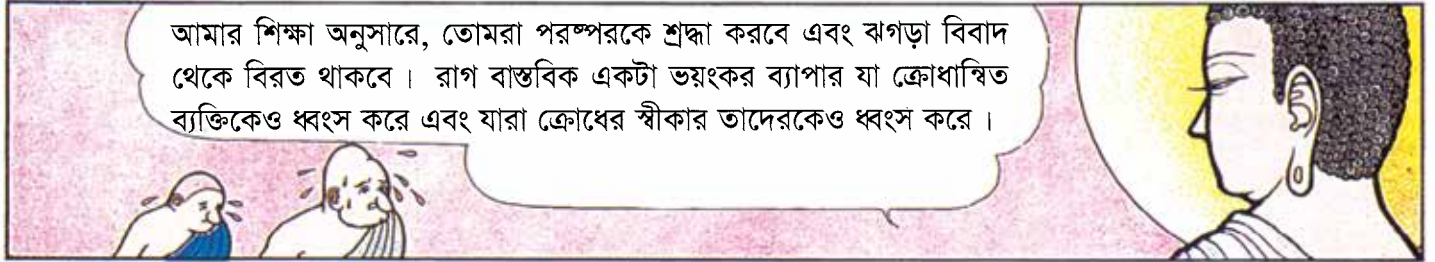 আমার শিক্ষা অনুসারে, তোমরা পরষ্পরকে শ্রদ্ধা করবে এবং ঝগড়া বিবাদ
থেকে বিরত থাকবে। রাগ বাস্তবিক একটা ভয়ংকর ব্যাপার যা ক্রোধান্বিত
ব্যক্তিকেও ধ্বংস করে এবং যারা ক্রোধের স্বীকার তাদেরকেও ধ্বংস করে।